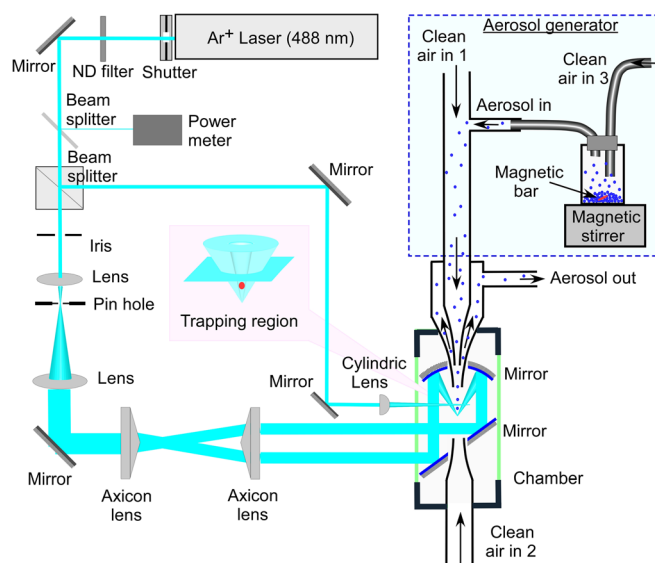 Ar+ Laser (488 nm)
Mirror
ND filter
Shutter
Beam
splitter
Power
meter
Beam
splitter
Mirror
Iris
Lens
Pin hole
Trapping region
Lens
Mirror
Cylindric
Lens
Mirror
Axicon
lens
Axicon
lens
Aerosol generator
Clean
air in 1
Clean
air in 3
Aerosol in
Magnetic
bar
Magnetic
stirrer
Aerosol out
Mirror
Mirror
Chamber
Clean
air in 2